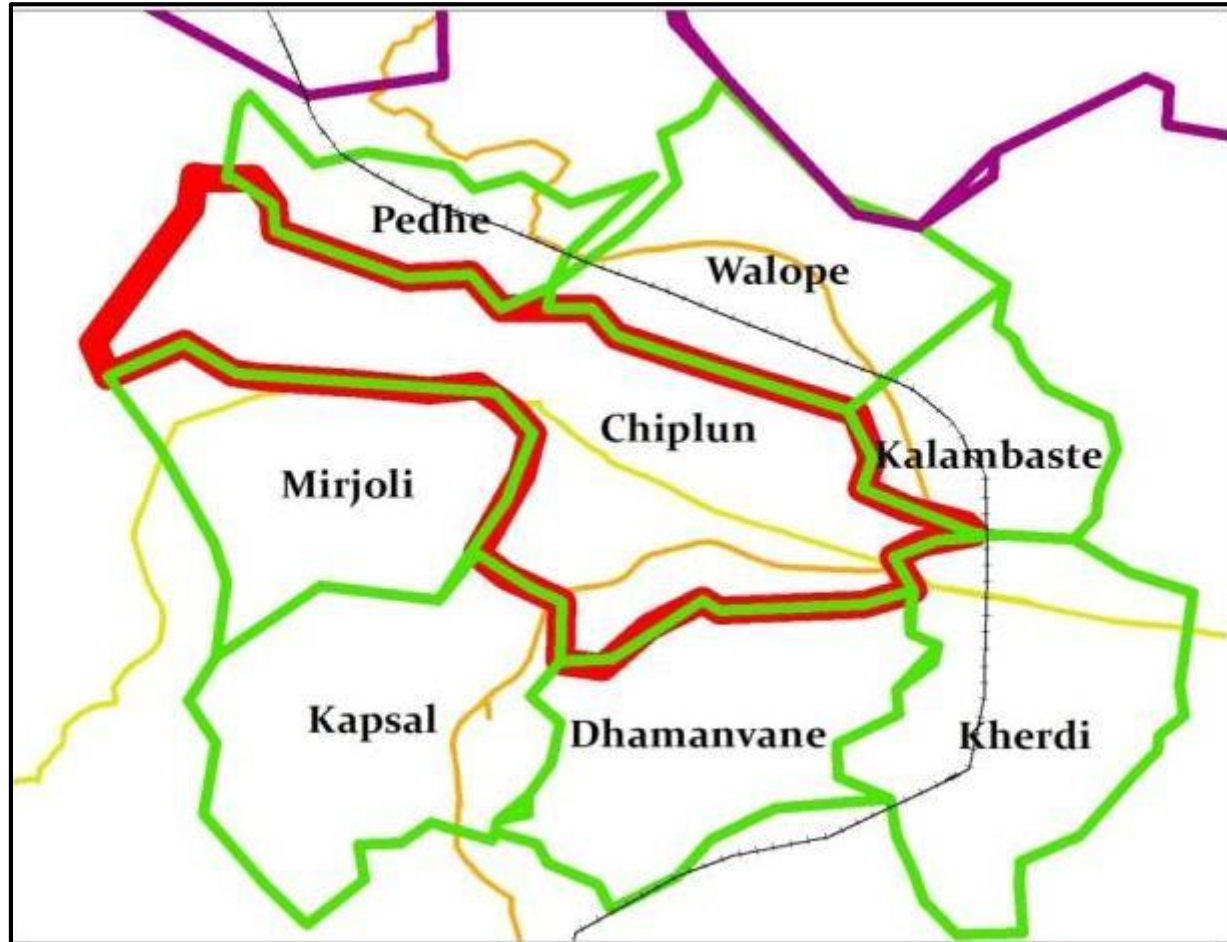 Pedhe
Walope
Chiplun
Kalambaste
Mirjoli
Kapsal
Dhamanvane
Kherdi